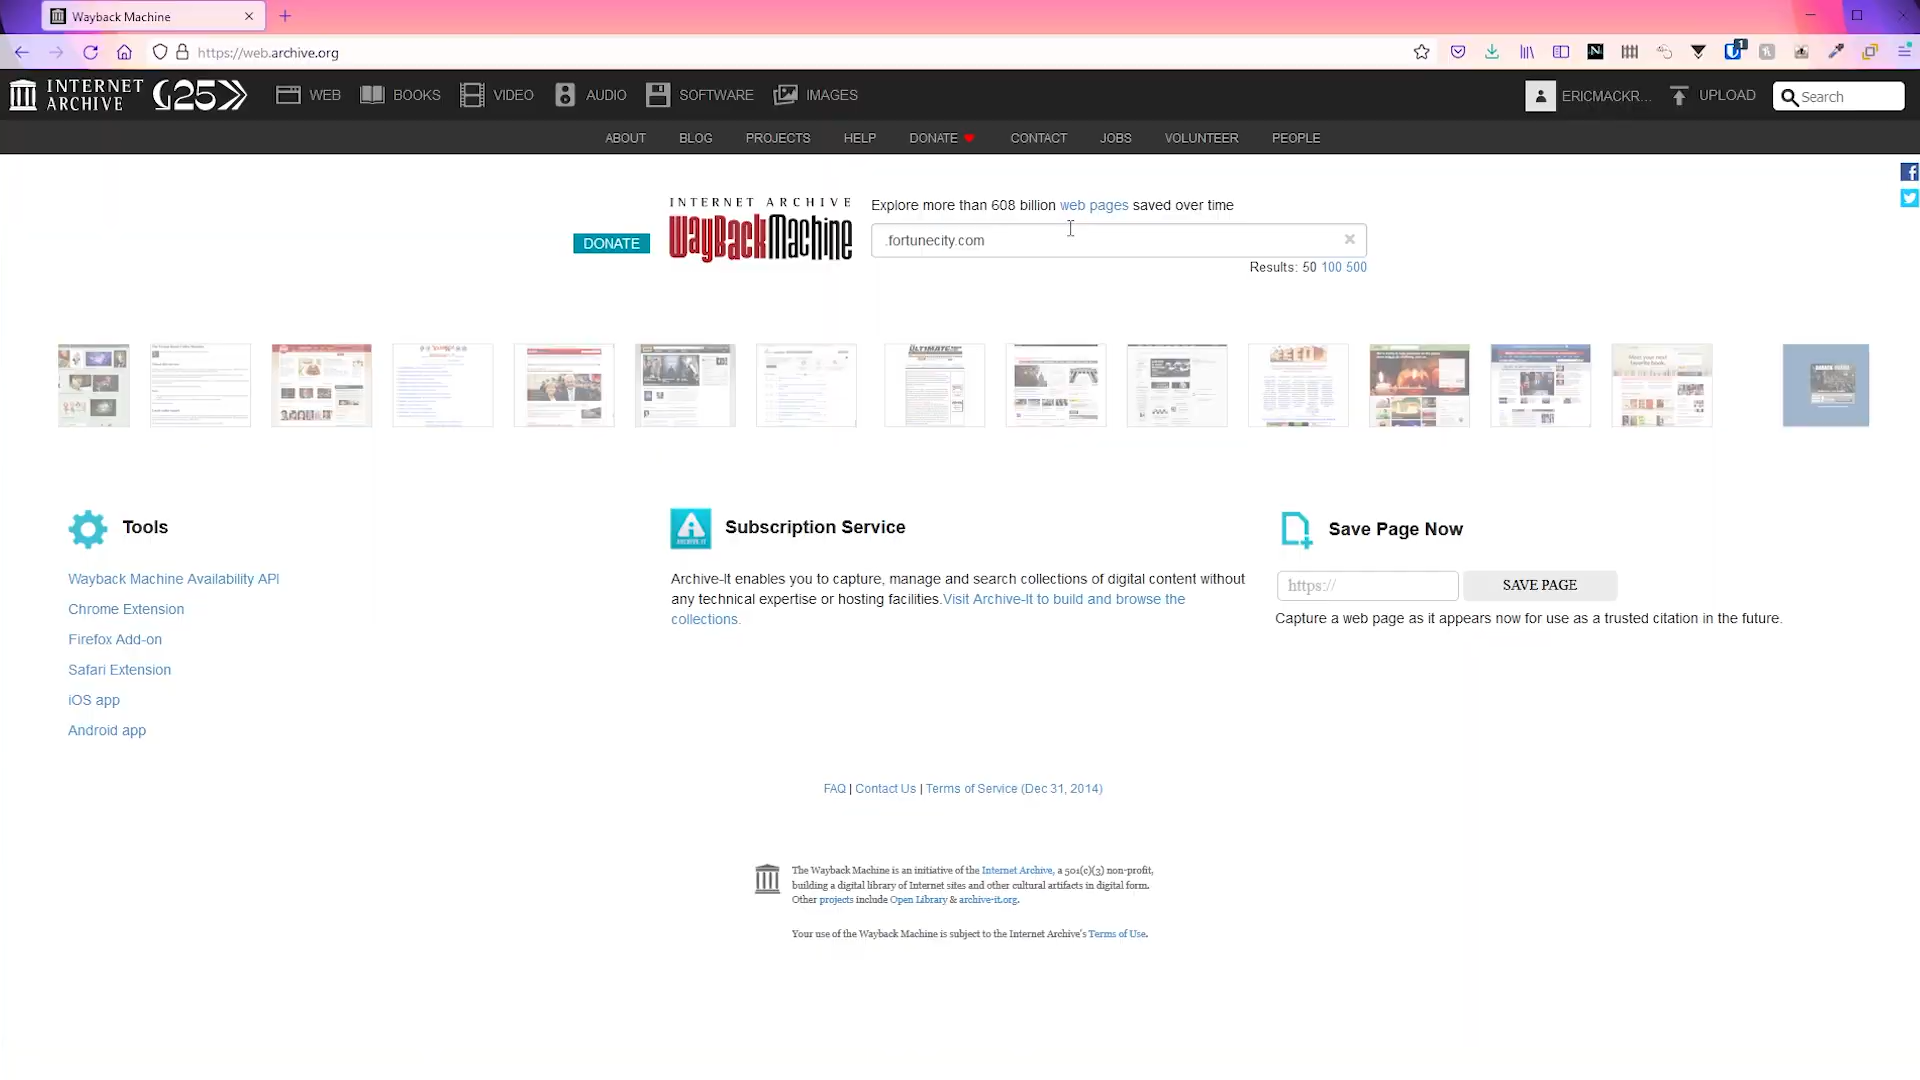 Wayback Machine
https://web.archive.org
1
INTERNET ARCHIVE
25
WEB
BOOKS
VIDEO
AUDIO
SOFTWARE
IMAGES
ERICMACKR...
UPLOAD
Search
ABOUT
BLOG
PROJECTS
HELP
DONATE
CONTACT
JOBS
VOLUNTEER
PEOPLE
DONATE
INTERNET ARCHIVE
WayBackMachine
Explore more than 608 billion web pages saved over time
.fortunecity.com
Results: 50 100 500
Tools
Wayback Machine Availability API
Chrome Extension
Firefox Add-on
Safari Extension
iOS app
Android app
Subscription Service
Archive-It enables you to capture, manage and search collections of digital content without
any technical expertise or hosting facilities.Visit Archive-It to build and browse the
collections.
Save Page Now
https://
SAVE PAGE
Capture a web page as it appears now for use as a trusted citation in the future.
FAQ | Contact Us | Terms of Service (Dec 31, 2014)
The Wayback Machine is an initiative of the Internet Archive, a 501(c)(3) non-profit,
building a digital library of Internet sites and other cultural artifacts in digital form.
Other projects include Open Library & archive-it.org.
Your use of the Wayback Machine is subject to the Internet Archive's Terms of Use.